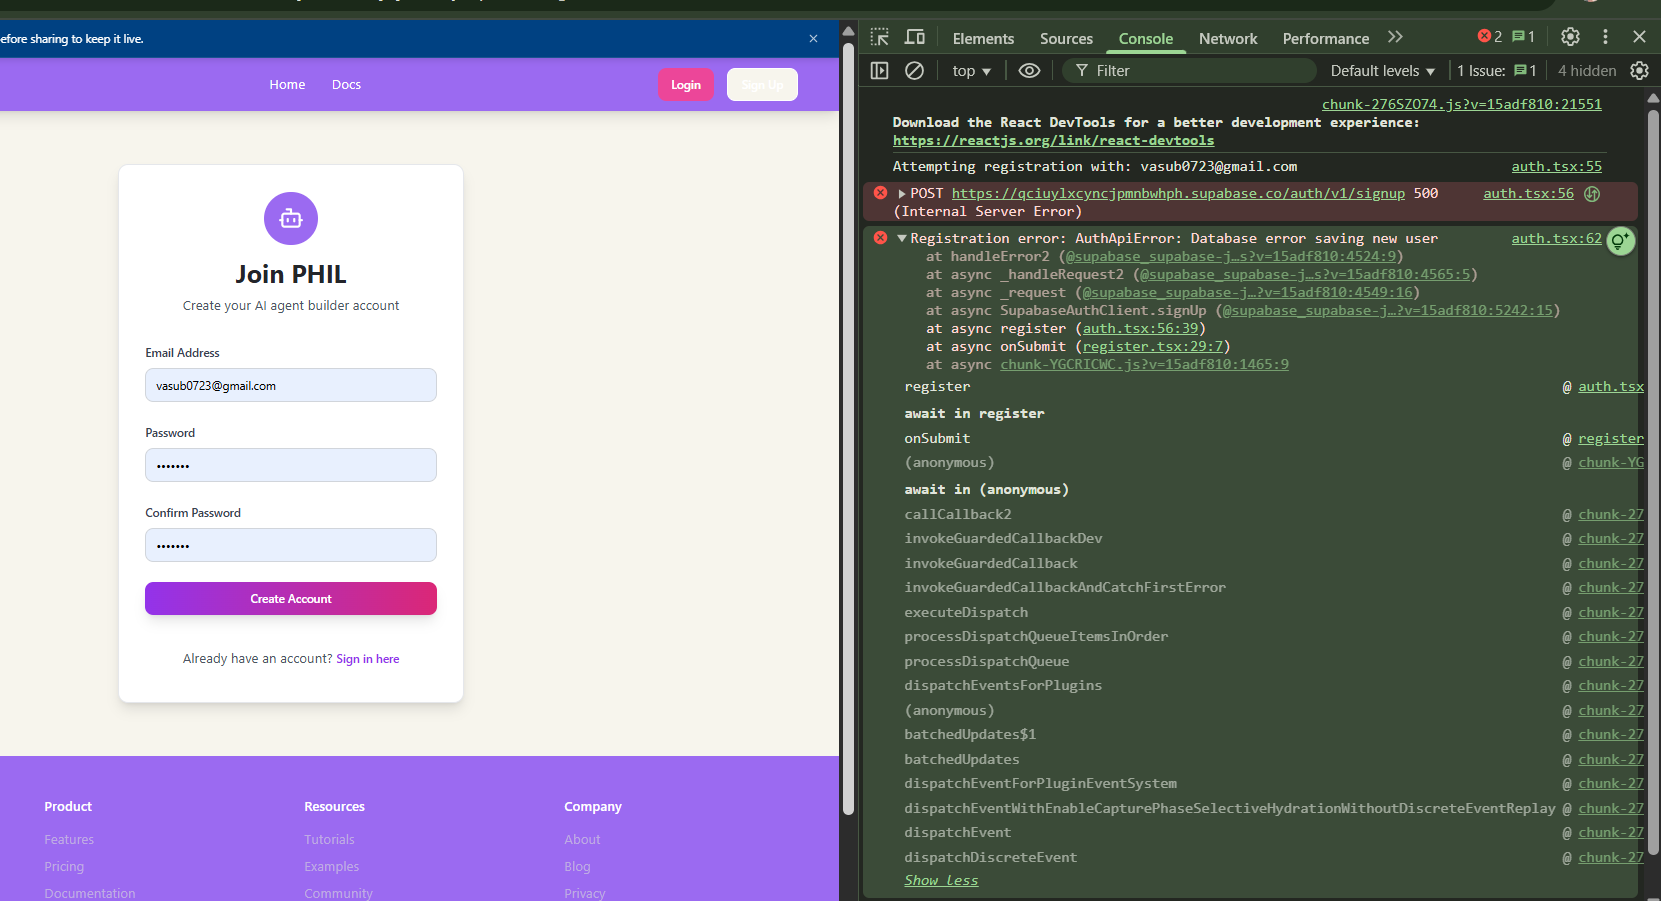 efore sharing to keep it live.
Home
Docs
Login
Sign Up
Join PHIL
Create your AI agent builder account
Email Address
vasub0723@gmail.com
Password
•••••••
Confirm Password
•••••••
Create Account
Already have an account? Sign in here
Product
Resources
Company
Features
Tutorials
About
Pricing
Examples
Blog
Documentation
Community
Privacy
Elements
Sources
Console
Network
Performance
2
1
top
Filter
Default levels
1 Issue:
1
4 hidden
chunk-276SZO74.js?v=15adf810:21551
Download the React DevTools for a better development experience:
https://reactjs.org/link/react-devtools
Attempting registration with: vasub0723@gmail.com auth.tsx:55
POST https://qciuylxcyncjpmnbwhph.supabase.co/auth/v1/signup 500 auth.tsx:56
(Internal Server Error)
Registration error: AuthApiError: Database error saving new user auth.tsx:62
at handleError2 (@supabase_supabase-j…s?v=15adf810:4524:9)
at async _handleRequest2 (@supabase_supabase-j…s?v=15adf810:4565:5)
at async _request (@supabase_supabase-j…?v=15adf810:4549:16)
at async SupabaseAuthClient.signUp (@supabase_supabase-j…?v=15adf810:5242:15)
at async register (auth.tsx:56:39)
at async onSubmit (register.tsx:29:7)
at async chunk-YGCRICWC.js?v=15adf810:1465:9
register @ auth.tsx
await in register
onSubmit @ register
(anonymous) @ chunk-YG
await in (anonymous)
callCallback2 @ chunk-27
invokeGuardedCallbackDev @ chunk-27
invokeGuardedCallback @ chunk-27
invokeGuardedCallbackAndCatchFirstError @ chunk-27
executeDispatch @ chunk-27
processDispatchQueueItemsInOrder @ chunk-27
processDispatchQueue @ chunk-27
dispatchEventsForPlugins @ chunk-27
(anonymous) @ chunk-27
batchedUpdates$1 @ chunk-27
batchedUpdates @ chunk-27
dispatchEventForPluginEventSystem @ chunk-27
dispatchEventWithEnableCapturePhaseSelectiveHydrationWithoutDiscreteEventReplay @ chunk-27
dispatchEvent @ chunk-27
dispatchDiscreteEvent @ chunk-27
Show less